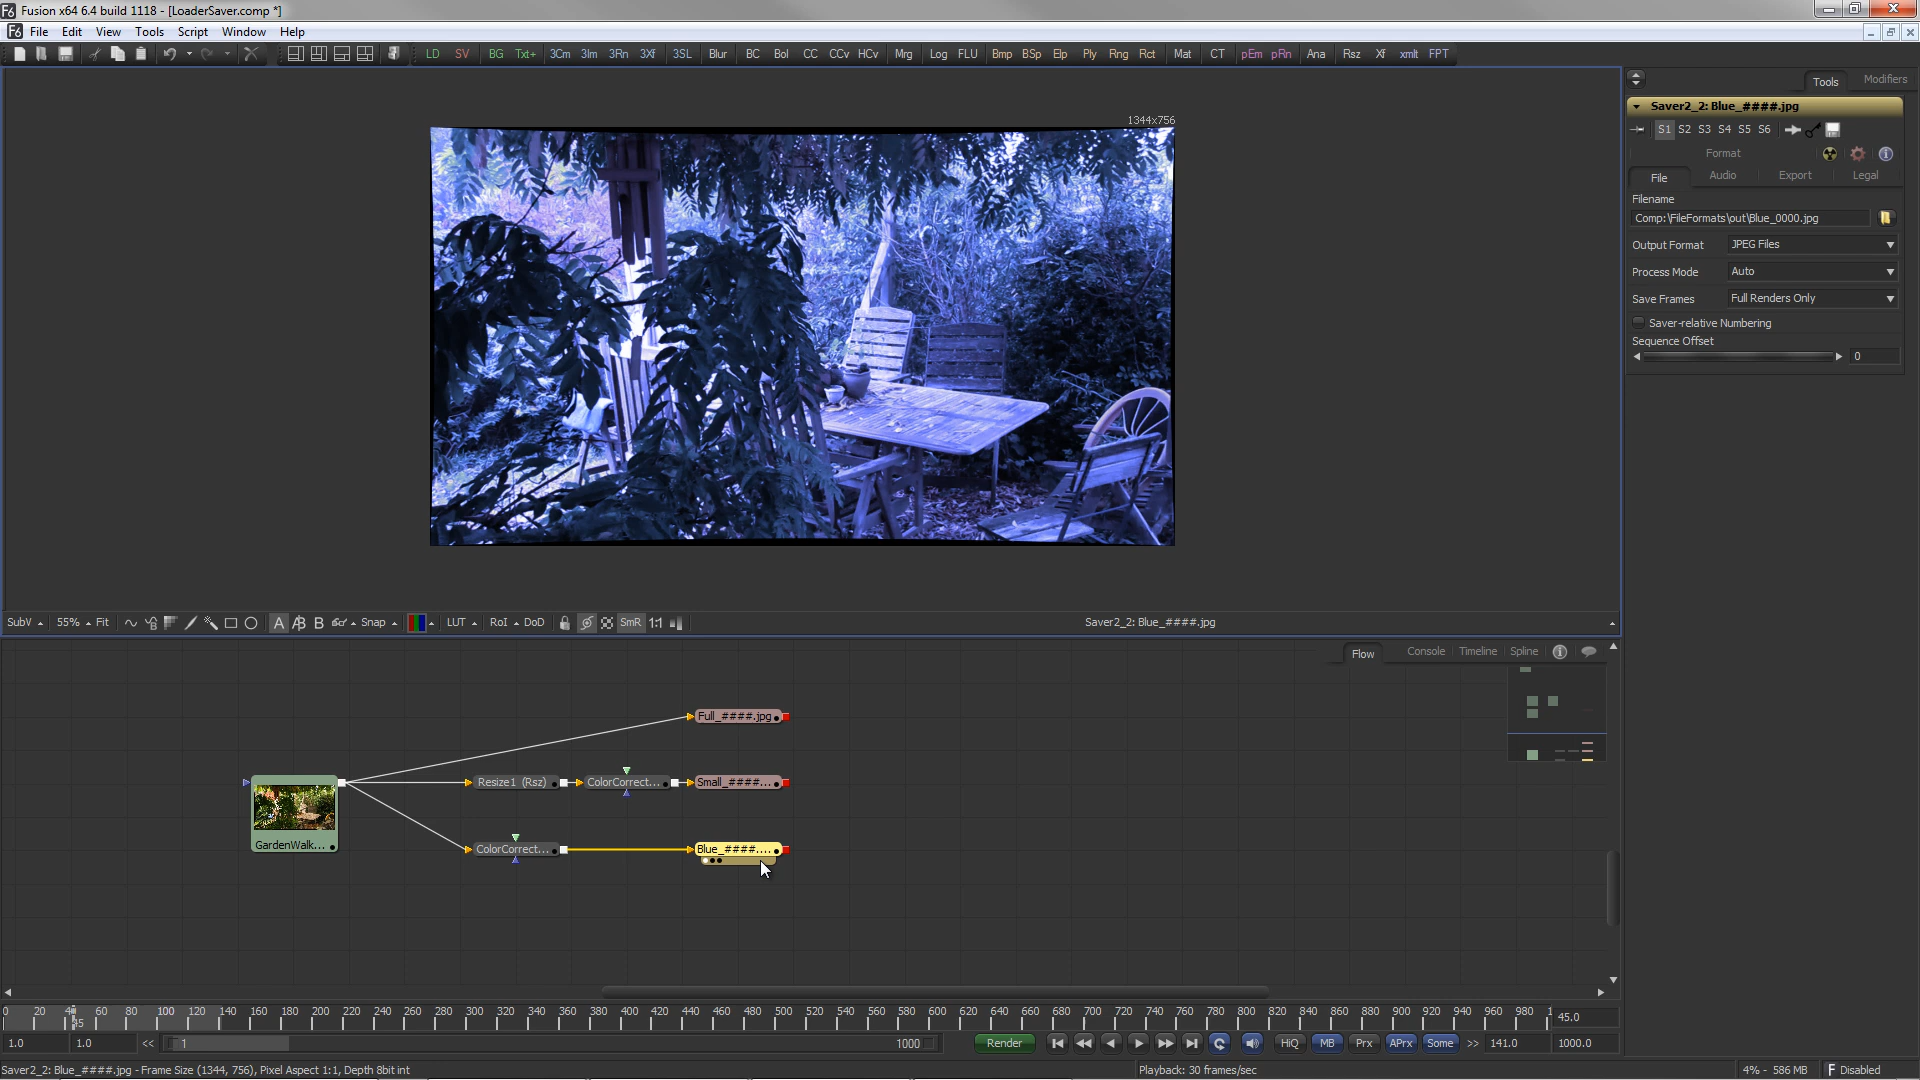 Fusion x64 6.4 build 1118 - [LoaderSaver.comp *]
File Edit View Tools Script Window Help
LD SV BG Txt+ 3Cm 3Im 3Rn 3Xf 3SL Blur BC Bol CC CCv HCv Mrg Log FLU Bmp BSp Elp Ply Rng Rct Mat CT pEm pRn Ana Rsz Xf xmlt FPT
Tools Modifiers
Saver2_2: Blue_####.jpg
S1 S2 S3 S4 S5 S6
Format
File Audio Export Legal
Filename
Comp:\FileFormats\out\Blue_0000.jpg
Output Format JPEG Files
Process Mode Auto
Save Frames Full Renders Only
Saver-relative Numbering
Sequence Offset
0
1344x756
SubV 55% Fit A B Snap LUT RoI DoD SmR 1:1 Saver2_2: Blue_####.jpg
Flow Console Timeline Spline
Full_####.jpg
Resize1 (Rsz) ColorCorrect... Small_####...
GardenWalk...
ColorCorrect... Blue_####....
0 20 40 60 80 100 120 140 160 180 200 220 240 260 280 300 320 340 360 380 400 420 440 460 480 500 520 540 560 580 600 620 640 660 680 700 720 740 760 780 800 820 840 860 880 900 920 940 960 980 1
45 45.0
1.0 1.0 << 1 1000 Render HiQ MB Prx APrx Some >> 141.0 1000.0
Saver2_2: Blue_####.jpg - Frame Size (1344, 756), Pixel Aspect 1:1, Depth 8bit int Playback: 30 frames/sec 4% - 586 MB Disabled